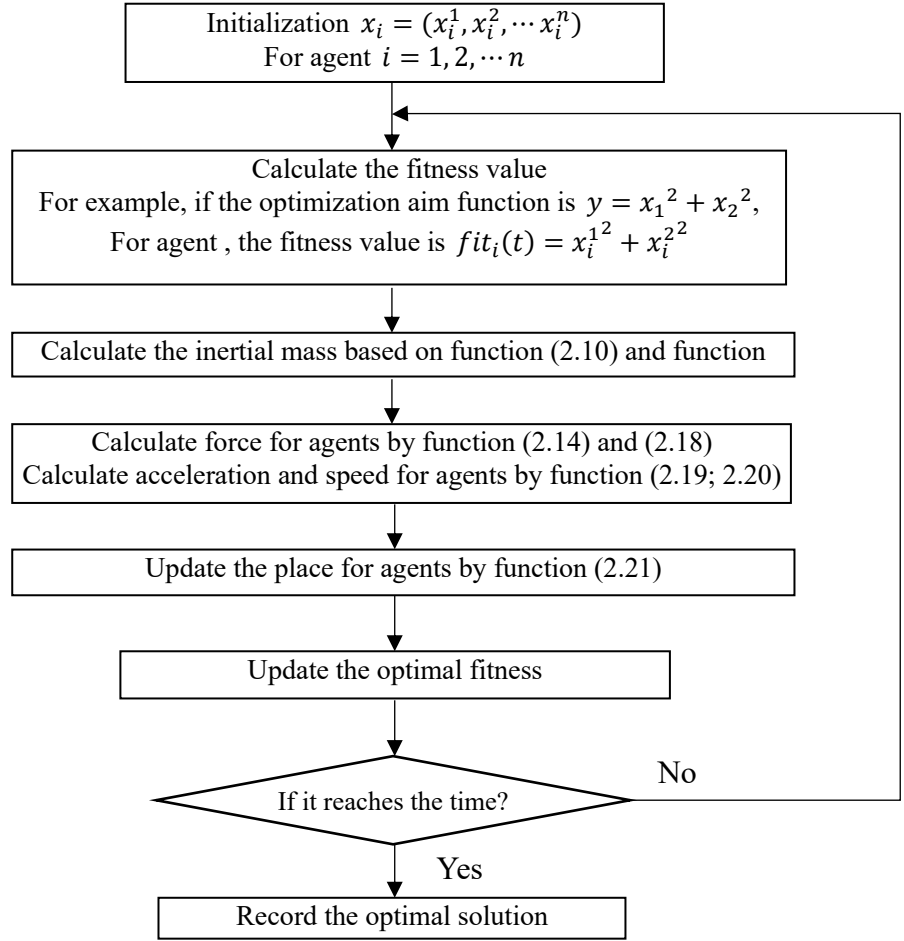 Initialization $x_i = (x_i^1, x_i^2, \cdots x_i^n)$
For agent $i = 1, 2, \cdots n$
Calculate the fitness value
For example, if the optimization aim function is $y = {x_1}^2 + {x_2}^2$,
For agent , the fitness value is $fit_i(t) = {x_i^1}^2 + {x_i^2}^2$
Calculate the inertial mass based on function (2.10) and function
Calculate force for agents by function (2.14) and (2.18)
Calculate acceleration and speed for agents by function (2.19; 2.20)
Update the place for agents by function (2.21)
Update the optimal fitness
If it reaches the time?
No
Yes
Record the optimal solution